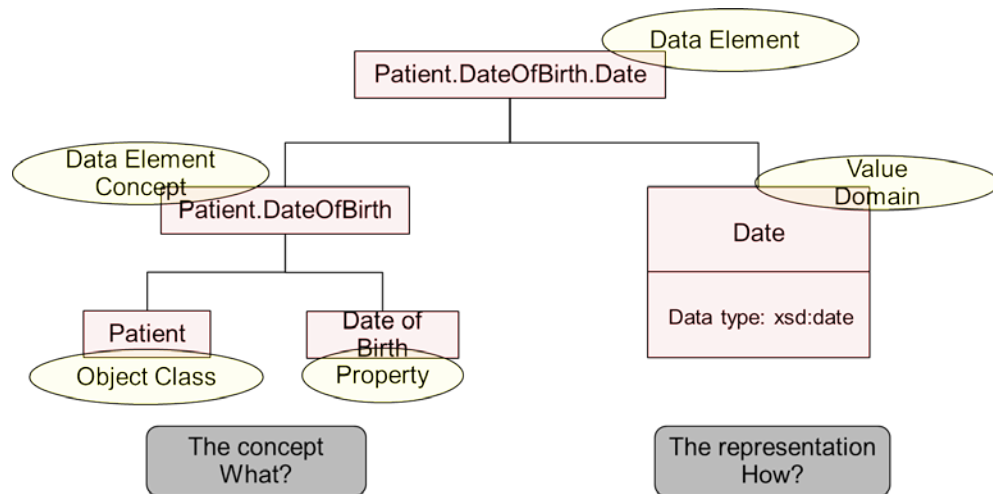 Data Element
Patient.DateOfBirth.Date
Data Element
Concept
Patient.DateOfBirth
Value
Domain
Date
Data type: xsd:date
Patient
Object Class
Date of
Birth
Property
The concept
What?
The representation
How?